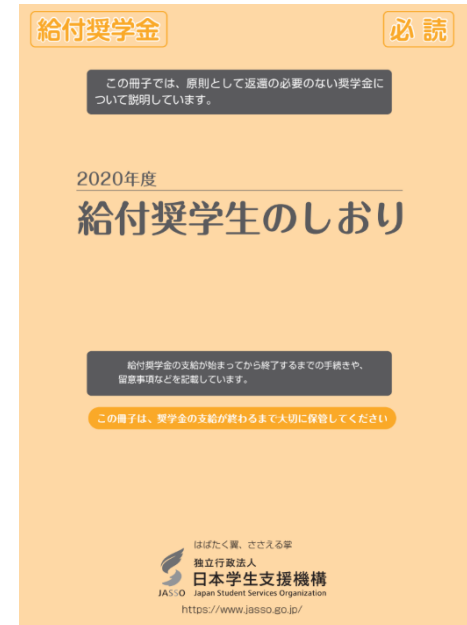 給付奨学金
必読
この冊子では、原則として返還の必要のない奨学金に
ついて説明しています。
2020年度
給付奨学生のしおり
給付奨学金の支給が始まってから終了するまでの手続きや、
留意事項などを記載しています。
この冊子は、奨学金の支給が終わるまで大切に保管してください
はばたく翼、ささえる掌
独立行政法人
日本学生支援機構
JASSO Japan Student Services Organization
https://www.jasso.go.jp/